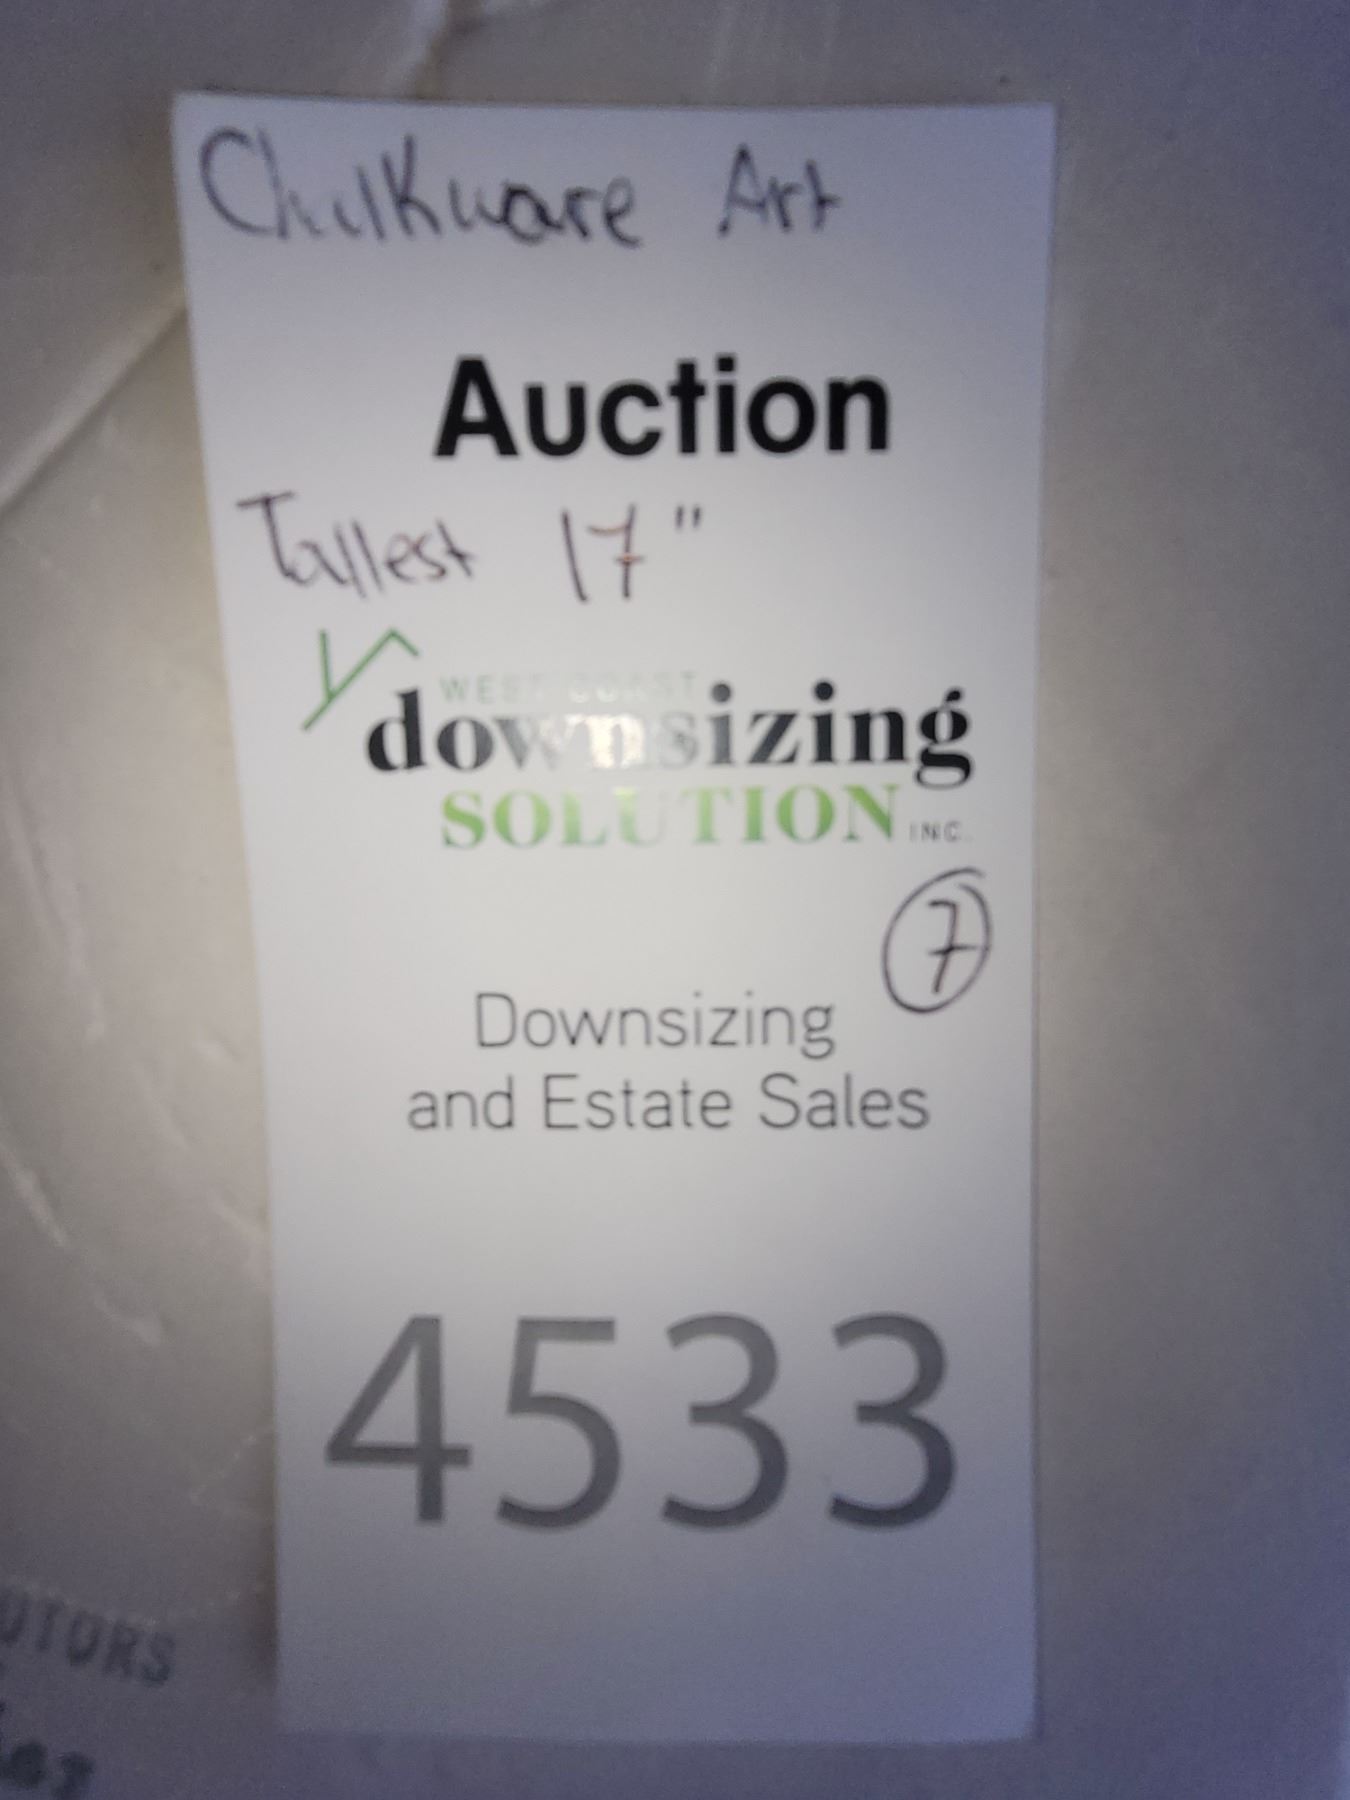 Chalkware Art
Auction
Tallest 17"
WEST COAST
downsizing
SOLUTION INC.
7
Downsizing
and Estate Sales
4533
UTORS